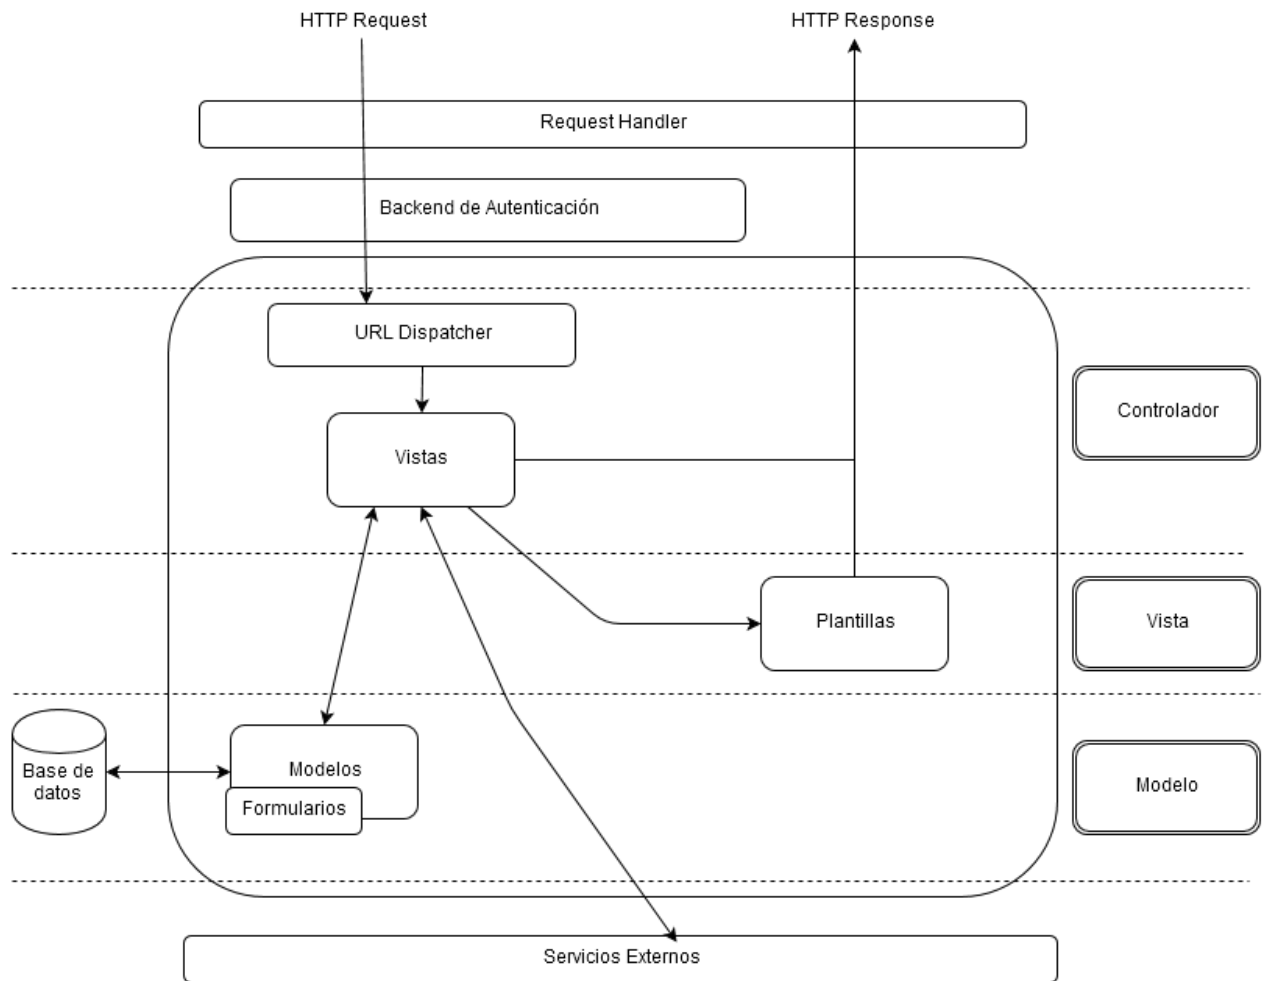 HTTP Request
HTTP Response
Request Handler
Backend de Autenticación
URL Dispatcher
Controlador
Vistas
Plantillas
Vista
Base de
datos
Modelos
Formularios
Modelo
Servicios Externos